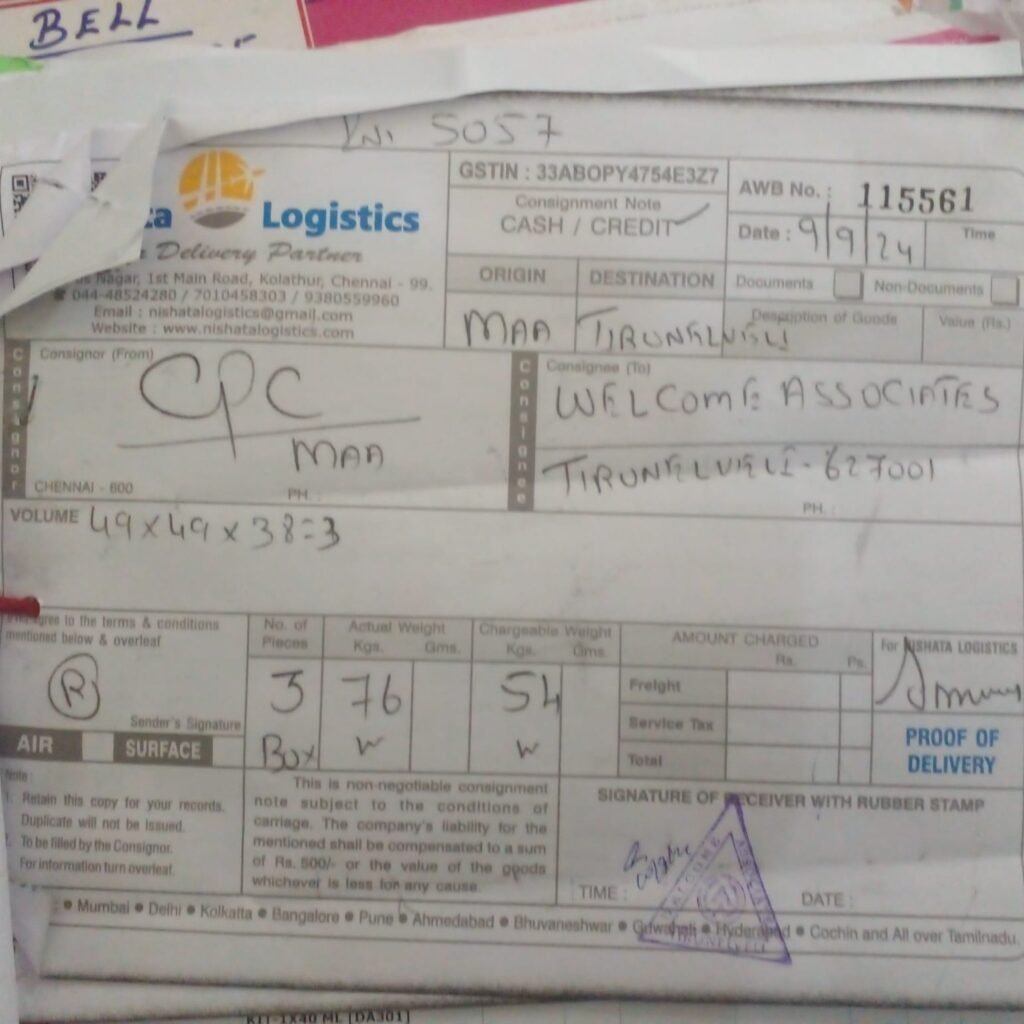 BELL
5057
Logistics
Delivery Partner
Nagar, 1st Main Road, Kolathur, Chennai - 99.
044-48524280 / 7010458303 / 9380559960
Email : nishatalogistics@gmail.com
Website : www.nishatalogistics.com
GSTIN : 33ABOPY4754E3Z7
Consignment Note
CASH / CREDIT
AWB No. : 115561
Date : 9/9/24 Time
ORIGIN DESTINATION
Documents Non-Documents
MAA TIRUNELVELI
Description of Goods Value (Rs.)
Consignor
Consignor (From)
CPC
MAA
CHENNAI - 600 PH :
Consignee
Consignee (To)
WELCOME ASSOCIATES
TIRUNELVELI - 627001
PH.
VOLUME 49x49x38=3
agree to the terms & conditions
mentioned below & overleaf
R
Sender's Signature
AIR SURFACE
No. of Pieces Actual Weight Kgs. Gms. Chargeable Weight Kgs. Gms.
3 76 54
Box W W
AMOUNT CHARGED
Rs. Ps.
Freight
Service Tax
Total
For NISHATA LOGISTICS
PROOF OF
DELIVERY
Note :
1. Retain this copy for your records.
Duplicate will not be issued.
2. To be filled by the Consignor.
For information turn overleaf.
This is non-negotiable consignment
note subject to the conditions of
carriage. The company's liability for the
mentioned shall be compensated to a sum
of Rs. 500/- or the value of the goods
whichever is less for any cause.
SIGNATURE OF RECEIVER WITH RUBBER STAMP
WELCOME ASSOCIATES
TIRUNELVELI
TIME : DATE :
: ● Mumbai ● Delhi ● Kolkatta ● Bangalore ● Pune ● Ahmedabad ● Bhuvaneshwar ● Guwahati ● Hyderabad ● Cochin and All over Tamilnadu.
KIT-1X40 ML [DA301]